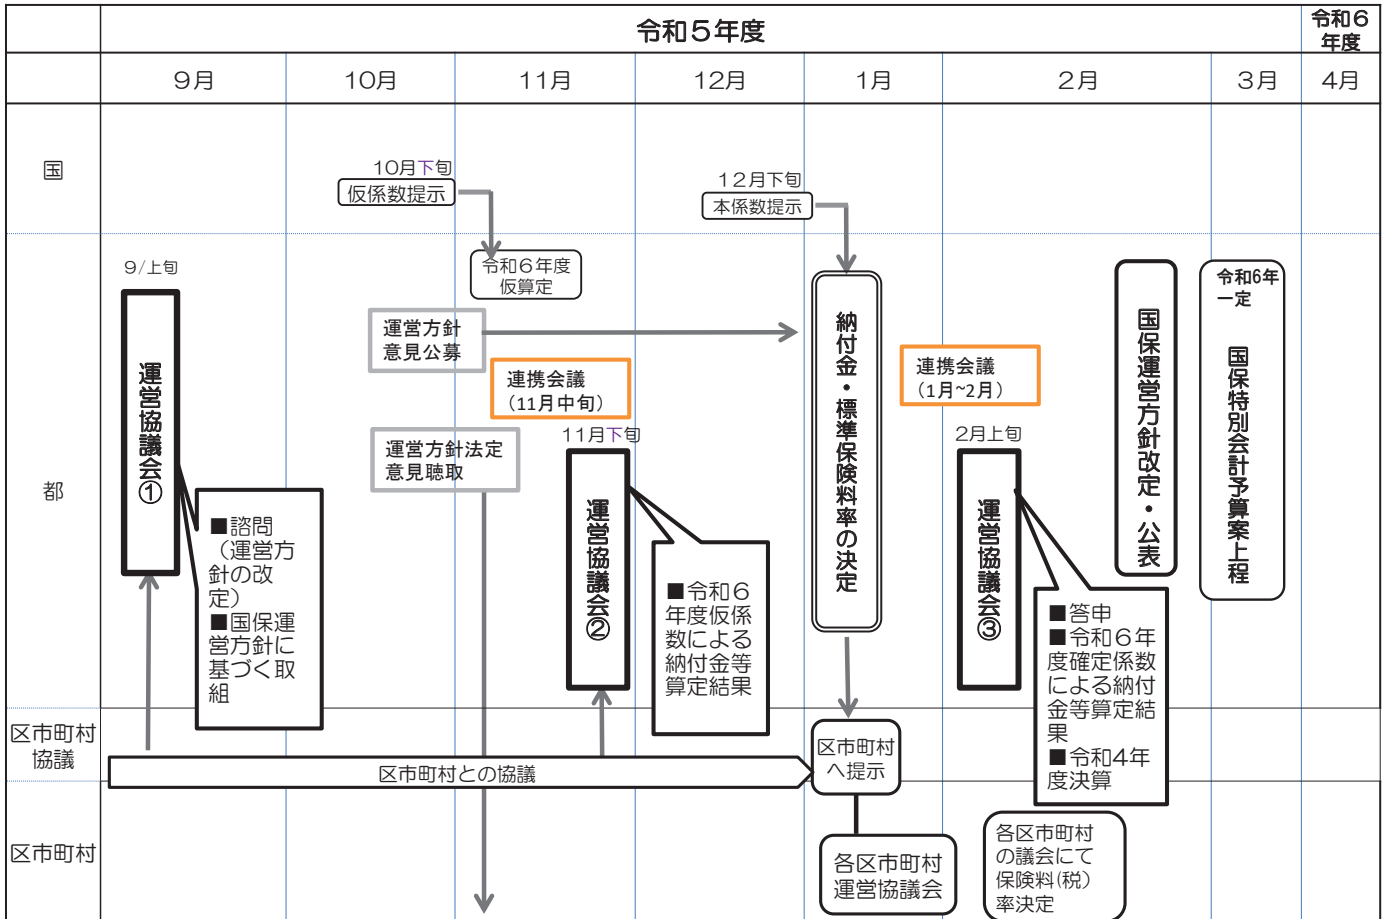 令和５年度
令和６
年度
９月
１０月
１１月
１２月
１月
２月
３月
４月
国
10月下旬
仮係数提示
１２月下旬
本係数提示
都
９/上旬
運営協議会①
■諮問
（運営方
針の改
定）
■国保運
営方針に
基づく取
組
令和６年度
仮算定
運営方針
意見公募
連携会議
（11月中旬）
運営方針法定
意見聴取
11月下旬
運営協議会②
■令和６
年度仮係
数による
納付金等
算定結果
納付金・標準保険料率の決定
連携会議
（1月~2月）
２月上旬
運営協議会③
■答申
■令和６年
度確定係数
による納付
金等算定結
果
■令和４年
度決算
国保運営方針改定・公表
令和6年
一定
国保特別会計予算案上程
区市町村
協議
区市町村との協議
区市町村
へ提示
区市町村
各区市町村
運営協議会
各区市町村
の議会にて
保険料(税)
率決定